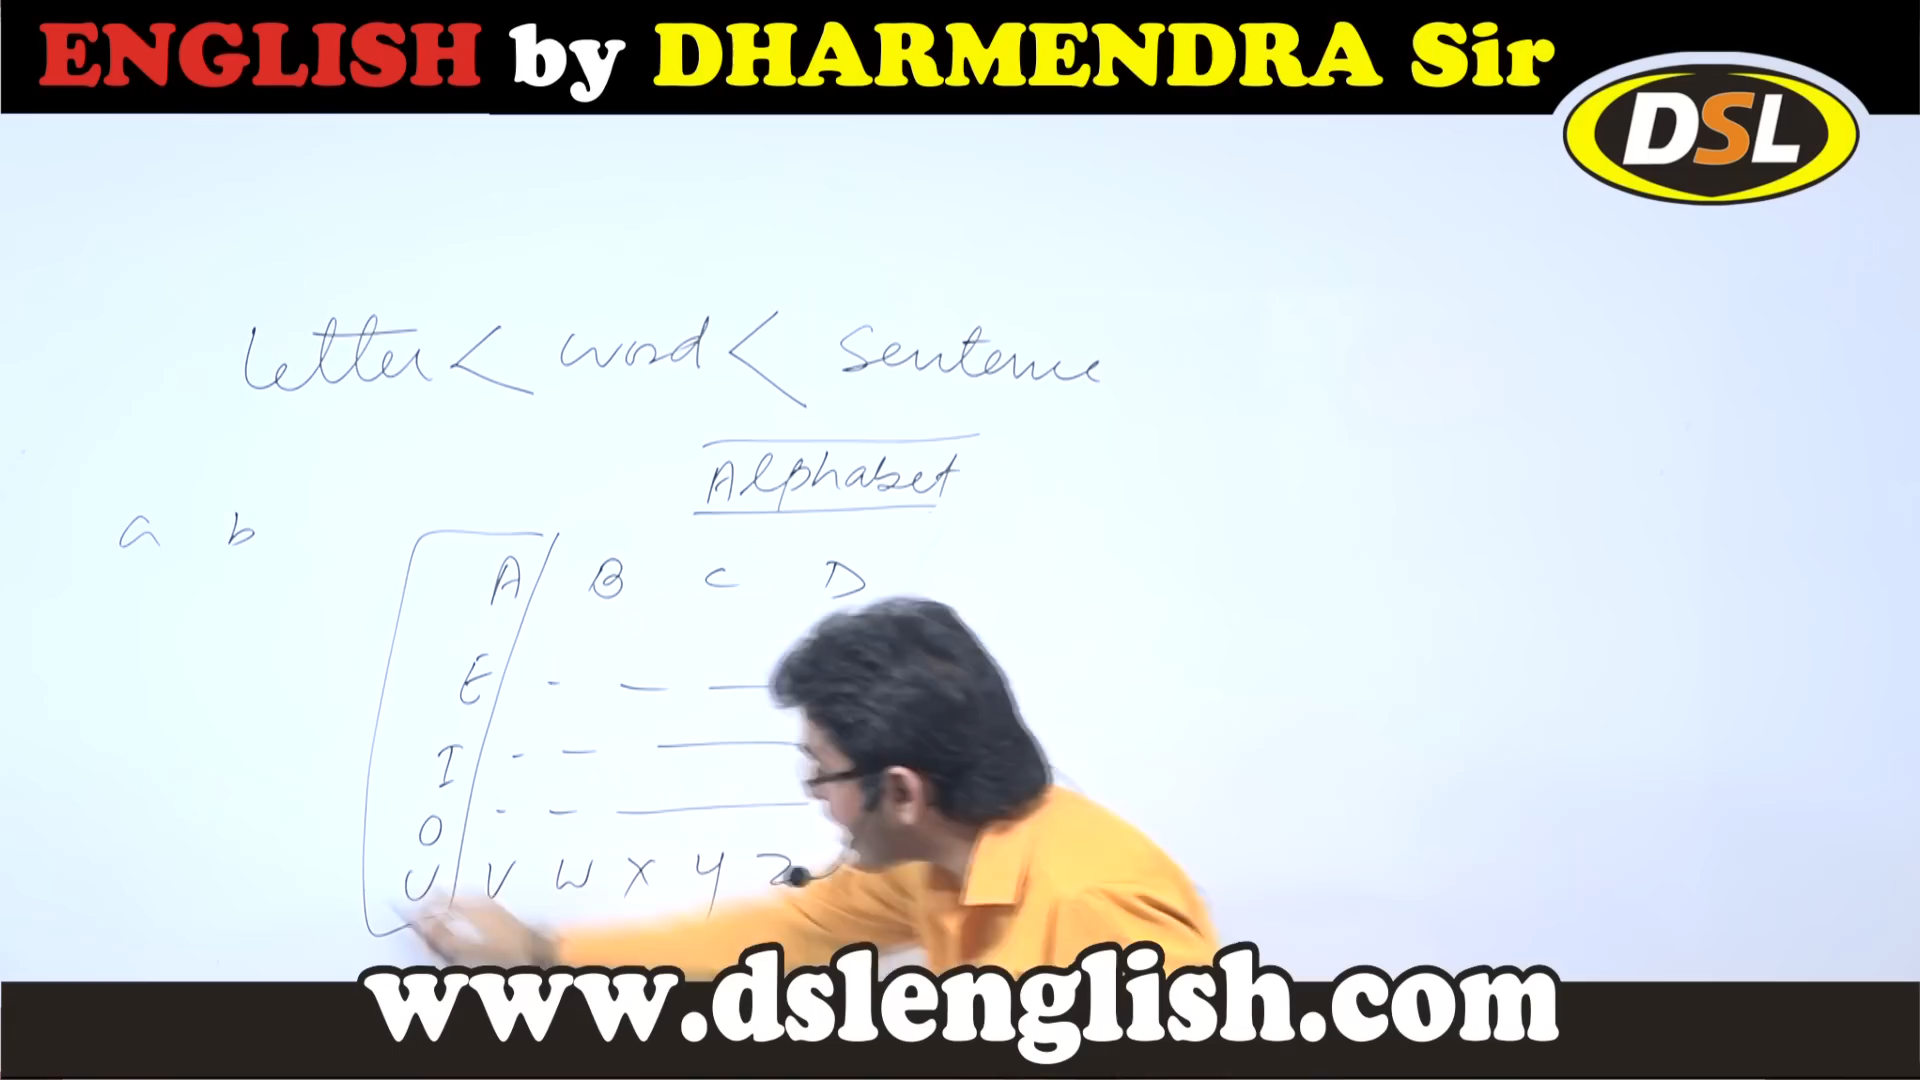 ENGLISH by DHARMENDRA Sir
DSL
letter < word < sentence
Alphabet
a b
A B C D
E - — —
I - — —
O - — —
U V W X Y Z
www.dslenglish.com